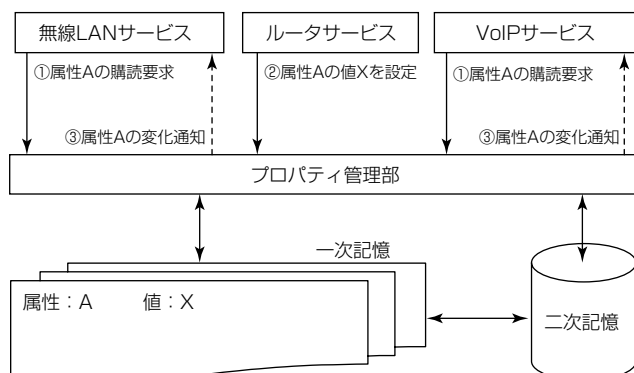 無線LANサービス
ルータサービス
VoIPサービス
①属性Aの購読要求
②属性Aの値Xを設定
①属性Aの購読要求
③属性Aの変化通知
③属性Aの変化通知
プロパティ管理部
一次記憶
属性：A　値：X
二次記憶